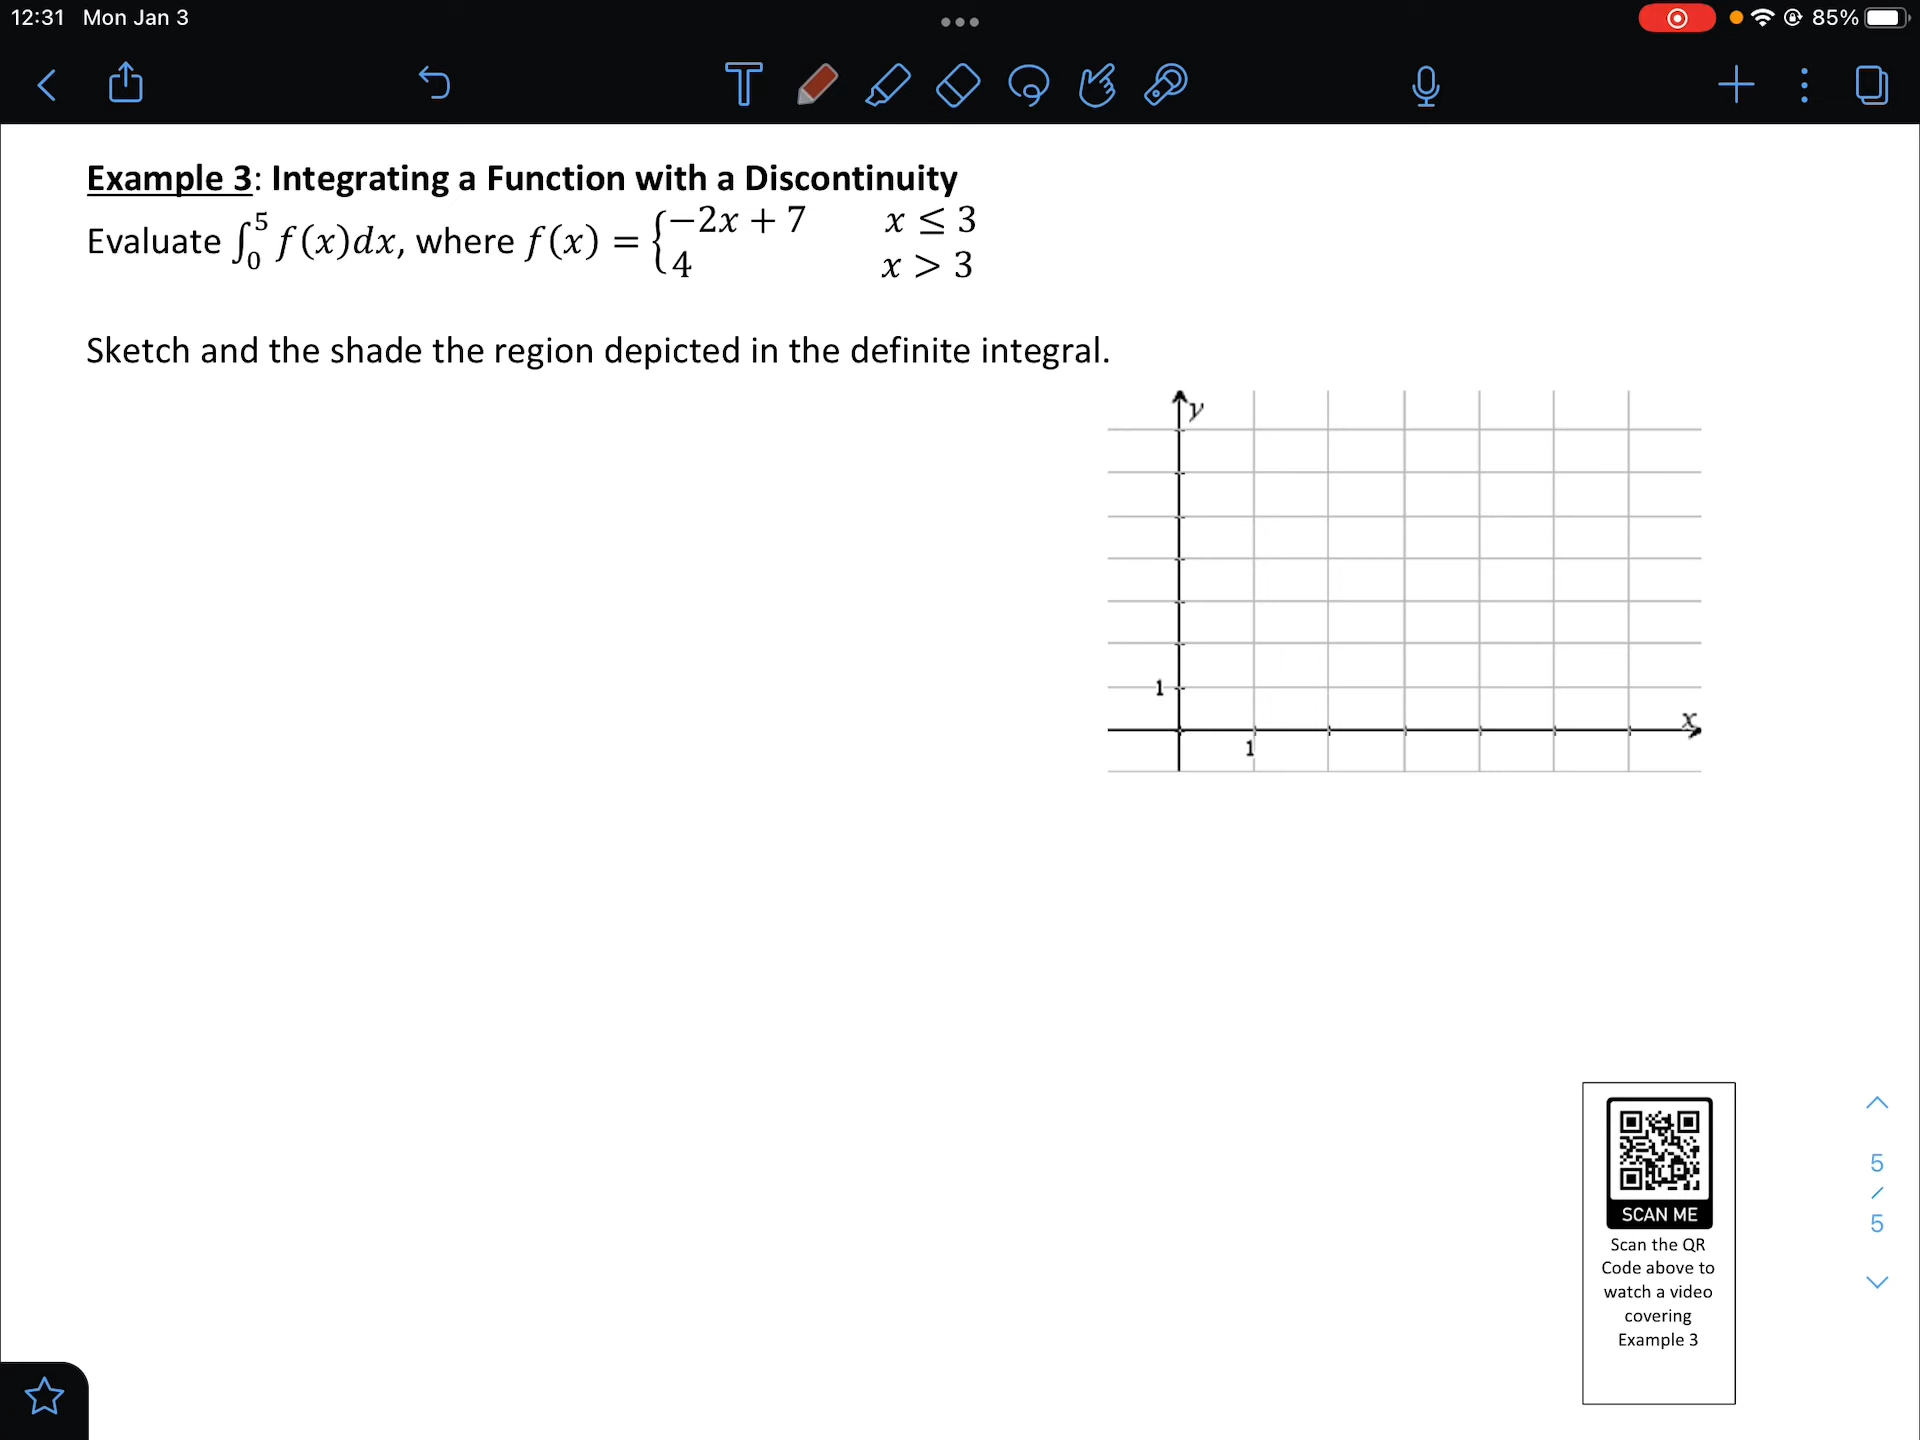 12:31 Mon Jan 3
85%
T
Example 3: Integrating a Function with a Discontinuity
Evaluate ∫₀⁵ f(x)dx, where f(x) = {−2x + 7 x ≤ 3
4 x > 3
Sketch and the shade the region depicted in the definite integral.
y
1
x
1
SCAN ME
Scan the QR
Code above to
watch a video
covering
Example 3
5
/
5